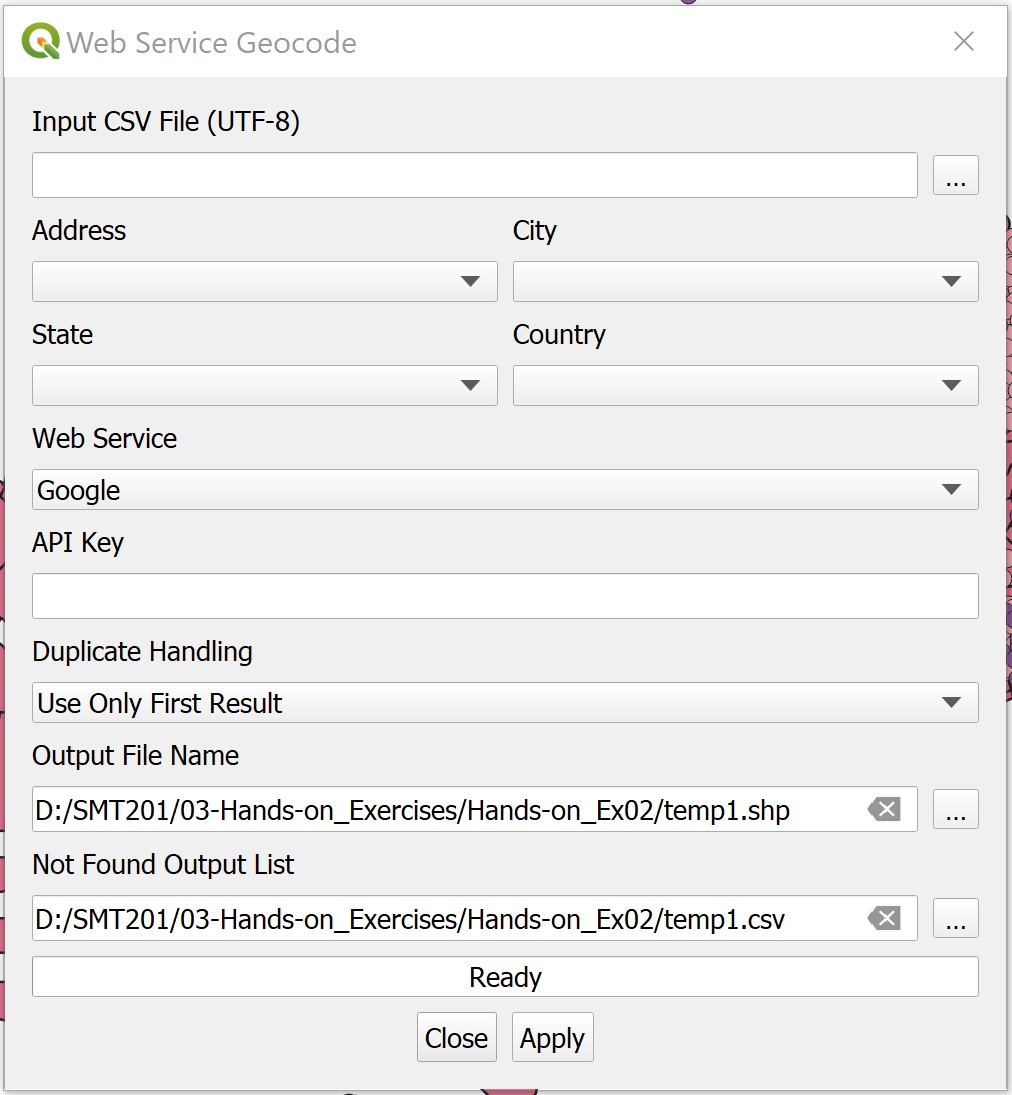 Web Service Geocode
Input CSV File (UTF-8)
...
Address City
State Country
Web Service
Google
API Key
Duplicate Handling
Use Only First Result
Output File Name
D:/SMT201/03-Hands-on_Exercises/Hands-on_Ex02/temp1.shp ...
Not Found Output List
D:/SMT201/03-Hands-on_Exercises/Hands-on_Ex02/temp1.csv ...
Ready
Close Apply